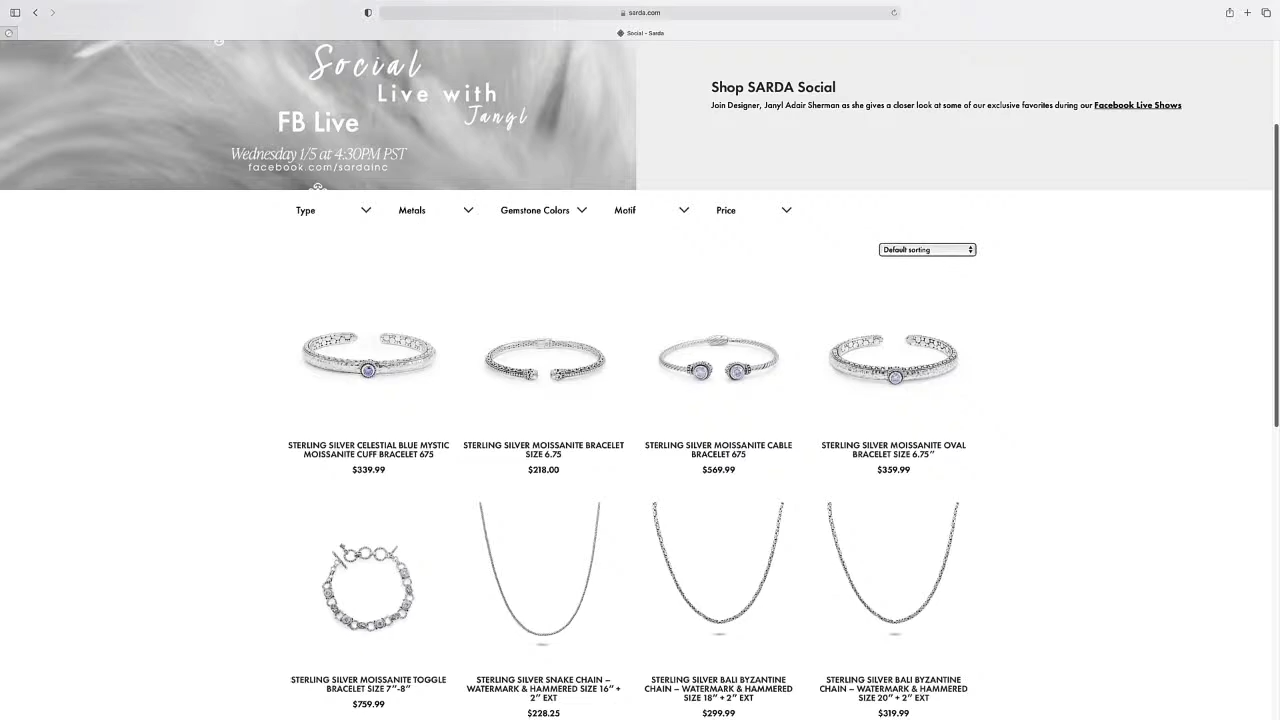 sarda.com
Social - Sarda
Social
Live with
Janyl
FB Live
Wednesday 1/5 at 4:30PM PST
facebook.com/sardainc
Shop SARDA Social
Join Designer, Janyl Adair Sherman as she gives a closer look at some of our exclusive favorites during our Facebook Live Shows
Type Metals Gemstone Colors Motif Price
Default sorting
STERLING SILVER CELESTIAL BLUE MYSTIC
MOISSANITE CUFF BRACELET 675
$339.99
STERLING SILVER MOISSANITE BRACELET
SIZE 6.75
$218.00
STERLING SILVER MOISSANITE CABLE
BRACELET 675
$569.99
STERLING SILVER MOISSANITE OVAL
BRACELET SIZE 6.75″
$359.99
STERLING SILVER MOISSANITE TOGGLE
BRACELET SIZE 7″-8″
$759.99
STERLING SILVER SNAKE CHAIN –
WATERMARK & HAMMERED SIZE 16″ +
2″ EXT
$228.25
STERLING SILVER BALI BYZANTINE
CHAIN – WATERMARK & HAMMERED
SIZE 18″ + 2″ EXT
$299.99
STERLING SILVER BALI BYZANTINE
CHAIN – WATERMARK & HAMMERED
SIZE 20″ + 2″ EXT
$319.99